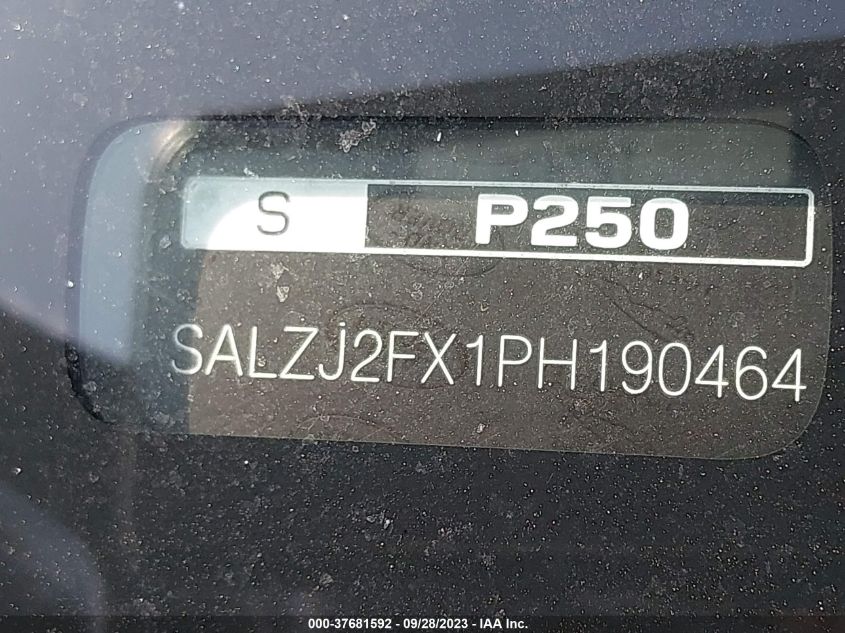 S P250
SALZJ2FX1PH190464
000-37681592 - 09/28/2023 - IAA Inc.